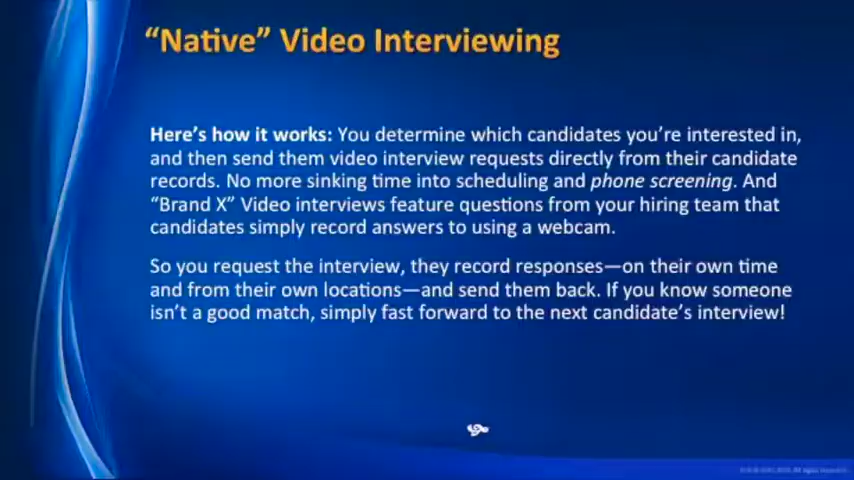 “Native” Video Interviewing
Here’s how it works: You determine which candidates you’re interested in,
and then send them video interview requests directly from their candidate
records. No more sinking time into scheduling and phone screening. And
“Brand X” Video interviews feature questions from your hiring team that
candidates simply record answers to using a webcam.
So you request the interview, they record responses—on their own time
and from their own locations—and send them back. If you know someone
isn’t a good match, simply fast forward to the next candidate’s interview!